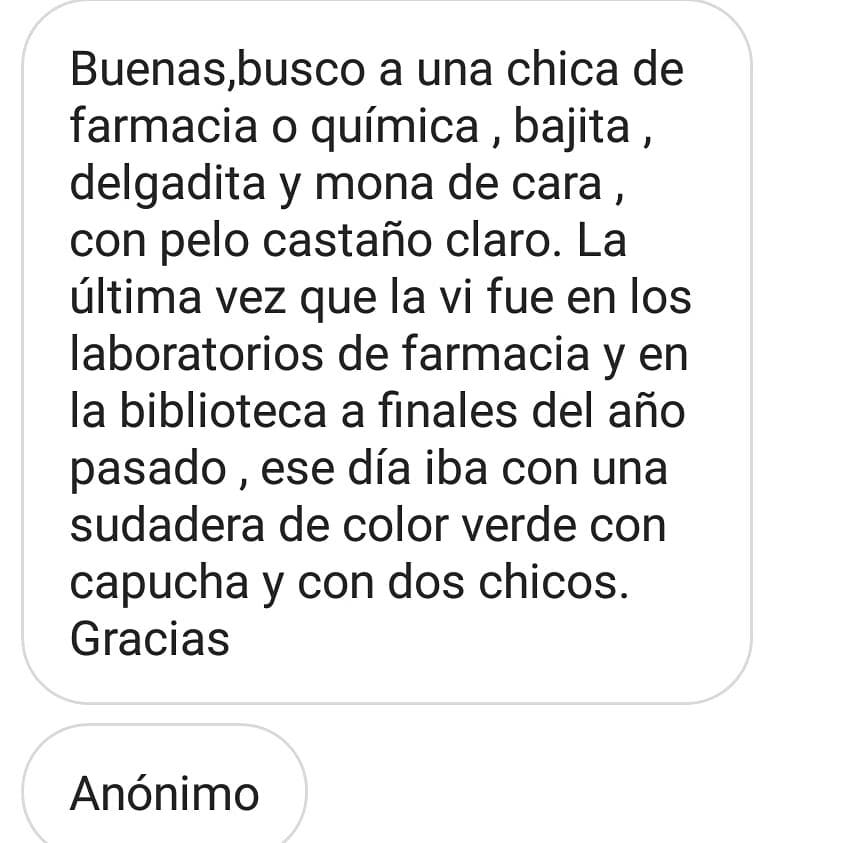 Buenas,busco a una chica de
farmacia o química , bajita ,
delgadita y mona de cara ,
con pelo castaño claro. La
última vez que la vi fue en los
laboratorios de farmacia y en
la biblioteca a finales del año
pasado , ese día iba con una
sudadera de color verde con
capucha y con dos chicos.
Gracias
Anónimo